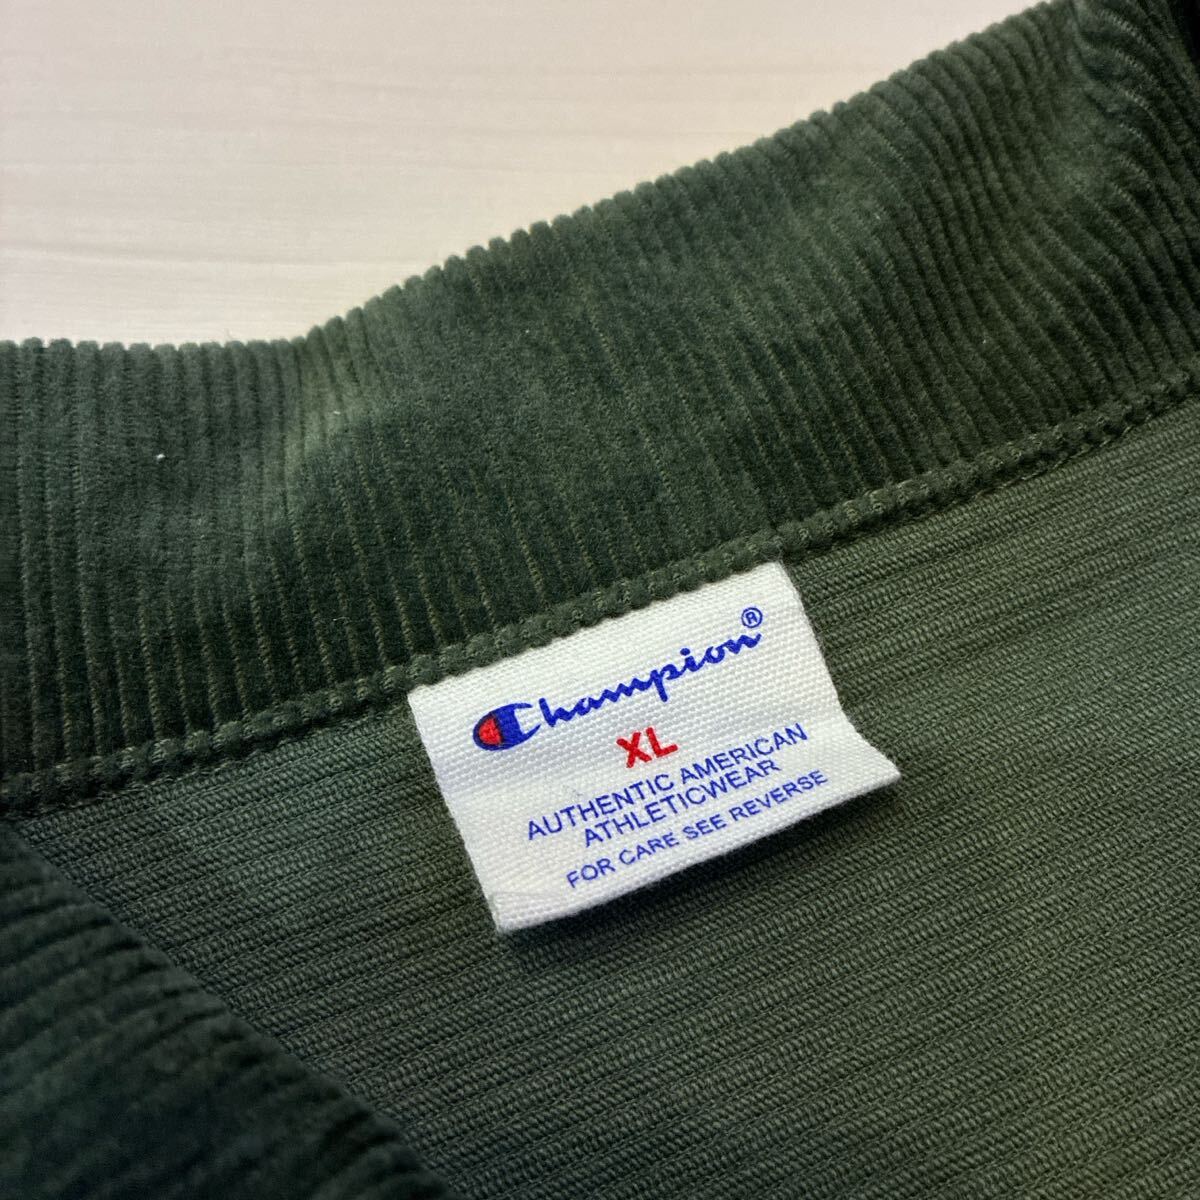 Champion®
XL
AUTHENTIC AMERICAN
ATHLETICWEAR
FOR CARE SEE REVERSE